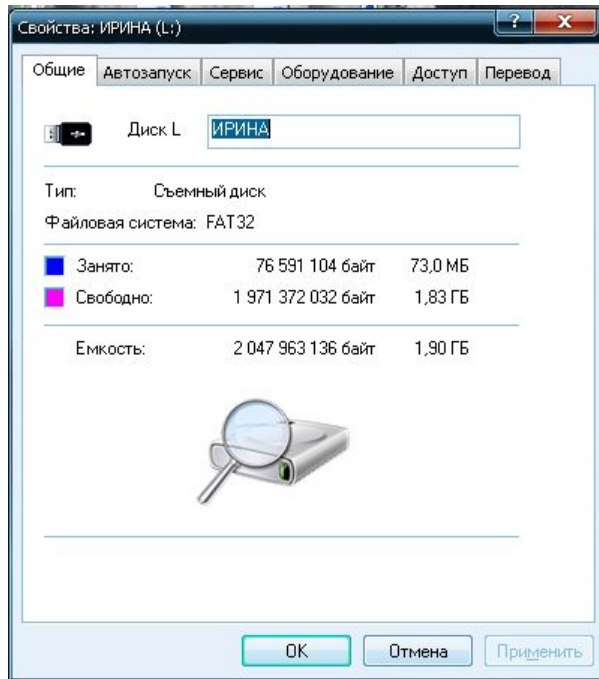 Свойства: ИРИНА (L:)
Общие Автозапуск Сервис Оборудование Доступ Перевод
Диск L ИРИНА
Тип: Съемный диск
Файловая система: FAT32
Занято: 76 591 104 байт 73,0 МБ
Свободно: 1 971 372 032 байт 1,83 ГБ
Емкость: 2 047 963 136 байт 1,90 ГБ
OK Отмена Применить